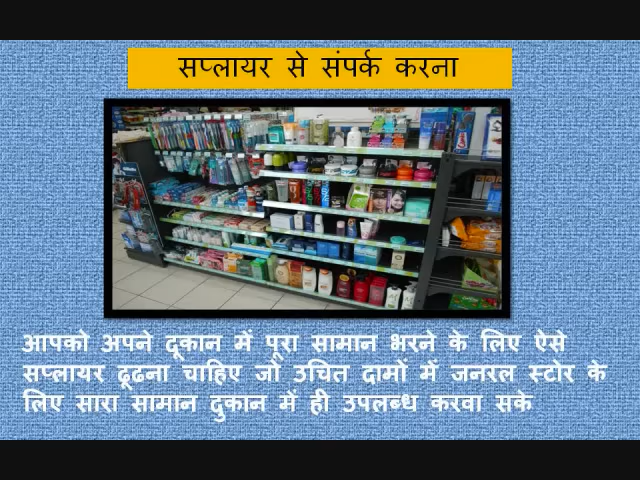 सप्लायर से संपर्क करना
आपको अपने दूकान में पूरा सामान भरने के लिए ऐसे
सप्लायर ढूढना चाहिए जो उचित दामों में जनरल स्टोर के
लिए सारा सामान दुकान में ही उपलब्ध करवा सके